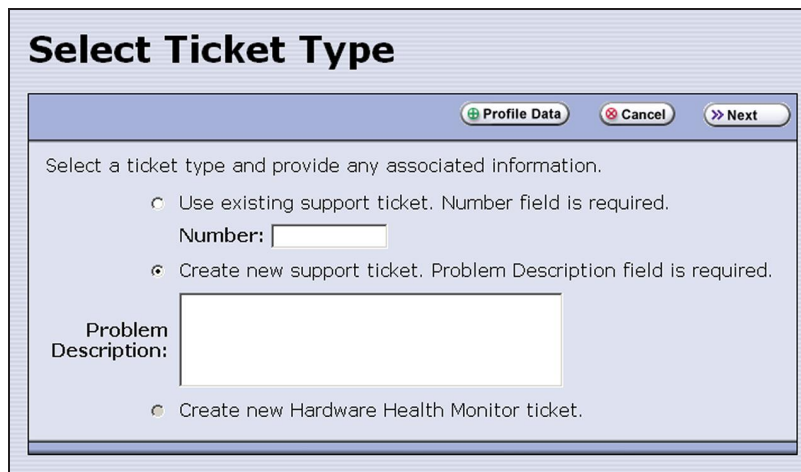 Select Ticket Type
Profile Data
Cancel
Next
Select a ticket type and provide any associated information.
Use existing support ticket. Number field is required.
Number:
Create new support ticket. Problem Description field is required.
Problem
Description:
Create new Hardware Health Monitor ticket.